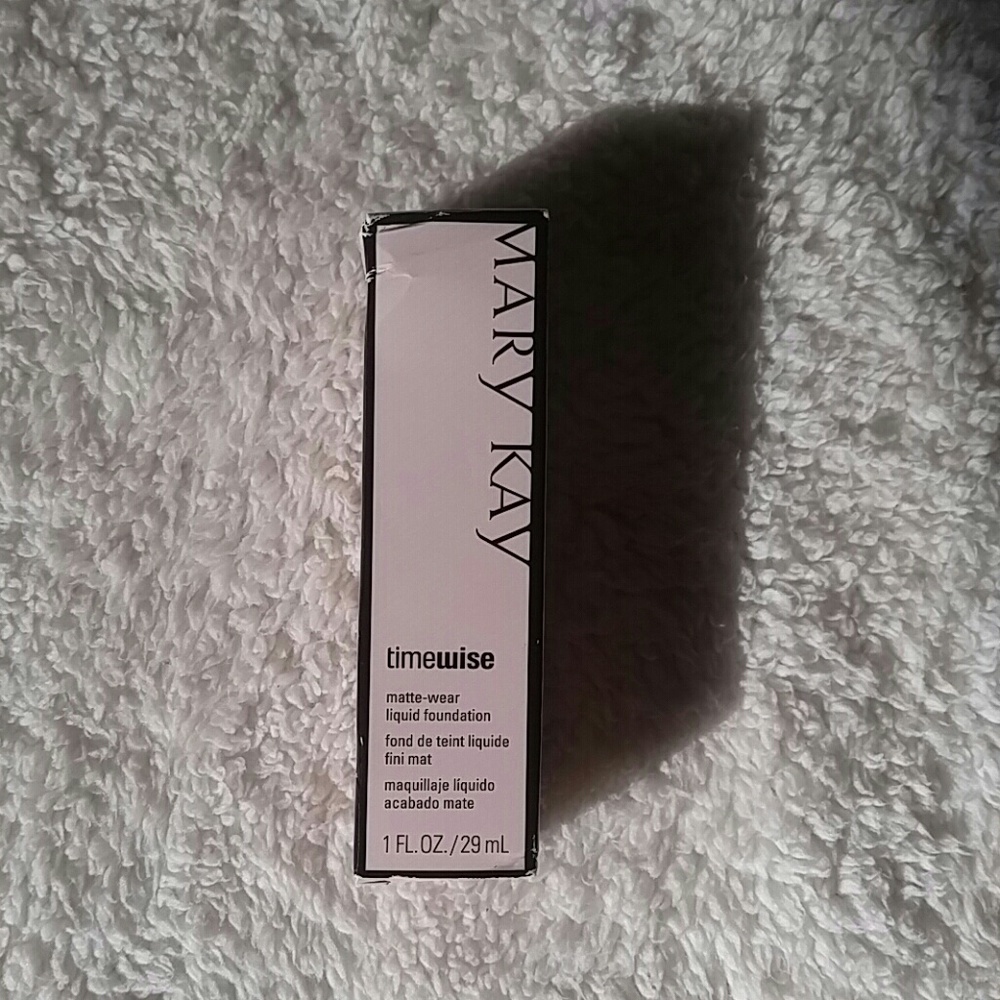 MARY KAY
timewise
matte-wear
liquid foundation
fond de teint liquide
fini mat
maquillaje líquido
acabado mate
1 FL.OZ./29 mL